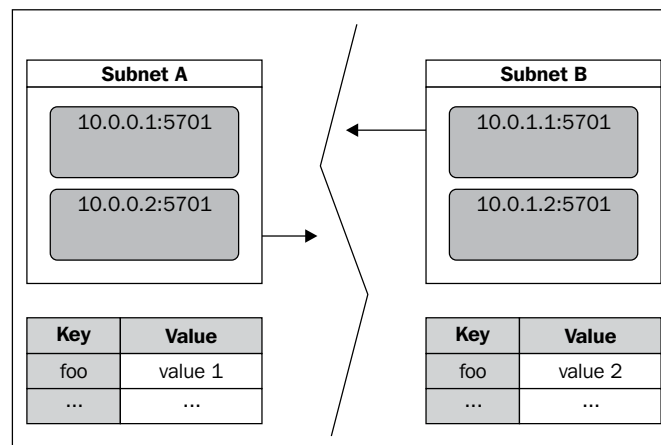 Subnet A
10.0.0.1:5701
10.0.0.2:5701
Key Value
foo value 1
... ...
Subnet B
10.0.1.1:5701
10.0.1.2:5701
Key Value
foo value 2
... ...